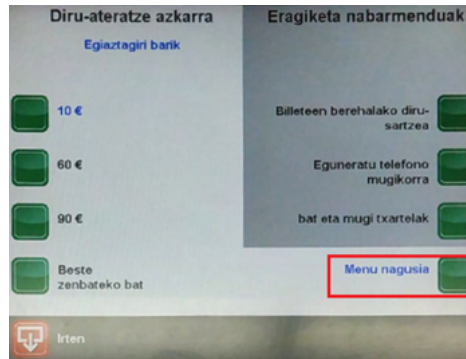 Diru-ateratze azkarra
Egiaztagiri barik
10 €
60 €
90 €
Beste
zenbateko bat
Eragiketa nabarmenduak
Billeteen berehalako diru-
sartzea
Eguneratu telefono
mugikorra
bat eta mugi txartelak
Menu nagusia
Irten